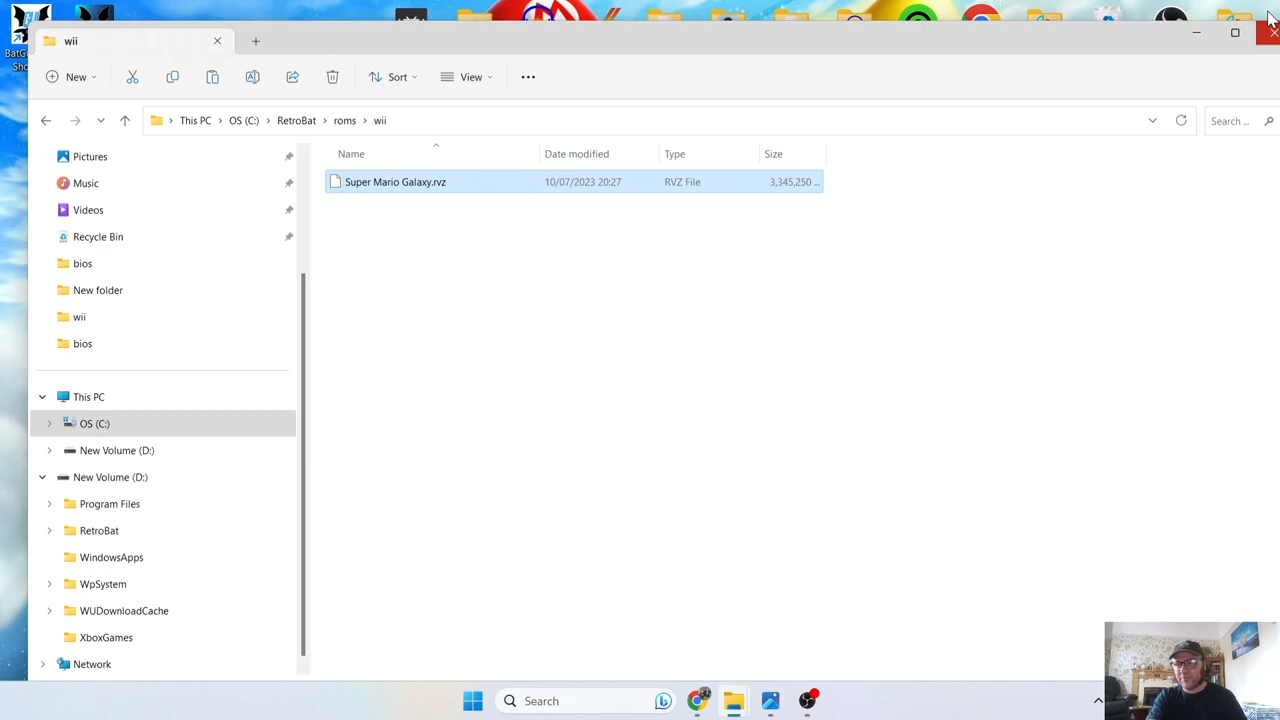 BatG
Sho
wii
New
Sort
View
This PC > OS (C:) > RetroBat > roms > wii
Search ...
Name Date modified Type Size
Super Mario Galaxy.rvz 10/07/2023 20:27 RVZ File 3,345,250 ...
Pictures
Music
Videos
Recycle Bin
bios
New folder
wii
bios
This PC
OS (C:)
New Volume (D:)
New Volume (D:)
Program Files
RetroBat
WindowsApps
WpSystem
WUDownloadCache
XboxGames
Network
Search